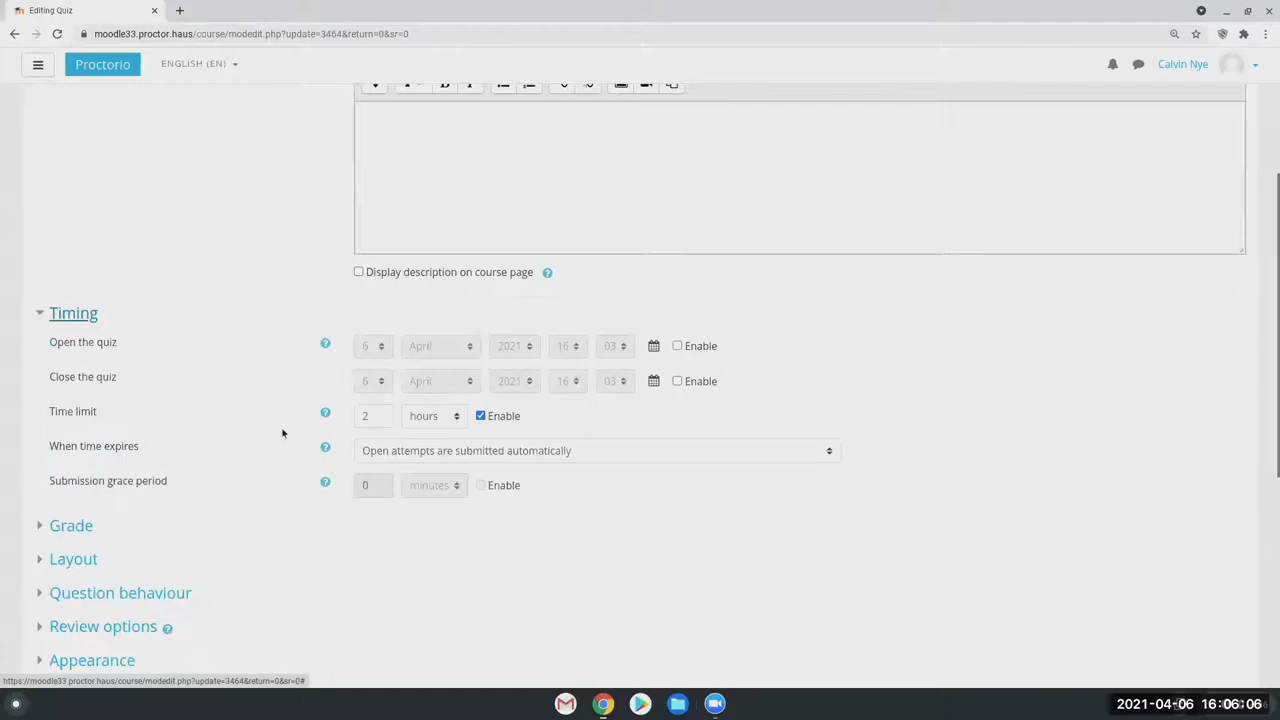 Editing Quiz
moodle33.proctor.haus/course/modedit.php?update=3464&return=0&sr=0
Proctorio ENGLISH (EN) Calvin Nye
Display description on course page
Timing
Open the quiz 6 April 2021 16 03 Enable
Close the quiz 6 April 2021 16 03 Enable
Time limit 2 hours Enable
When time expires Open attempts are submitted automatically
Submission grace period 0 minutes Enable
Grade
Layout
Question behaviour
Review options
Appearance
https://moodle33.proctor.haus/course/modedit.php?update=3464&return=0&sr=0#
2021-04-06 16:06:06